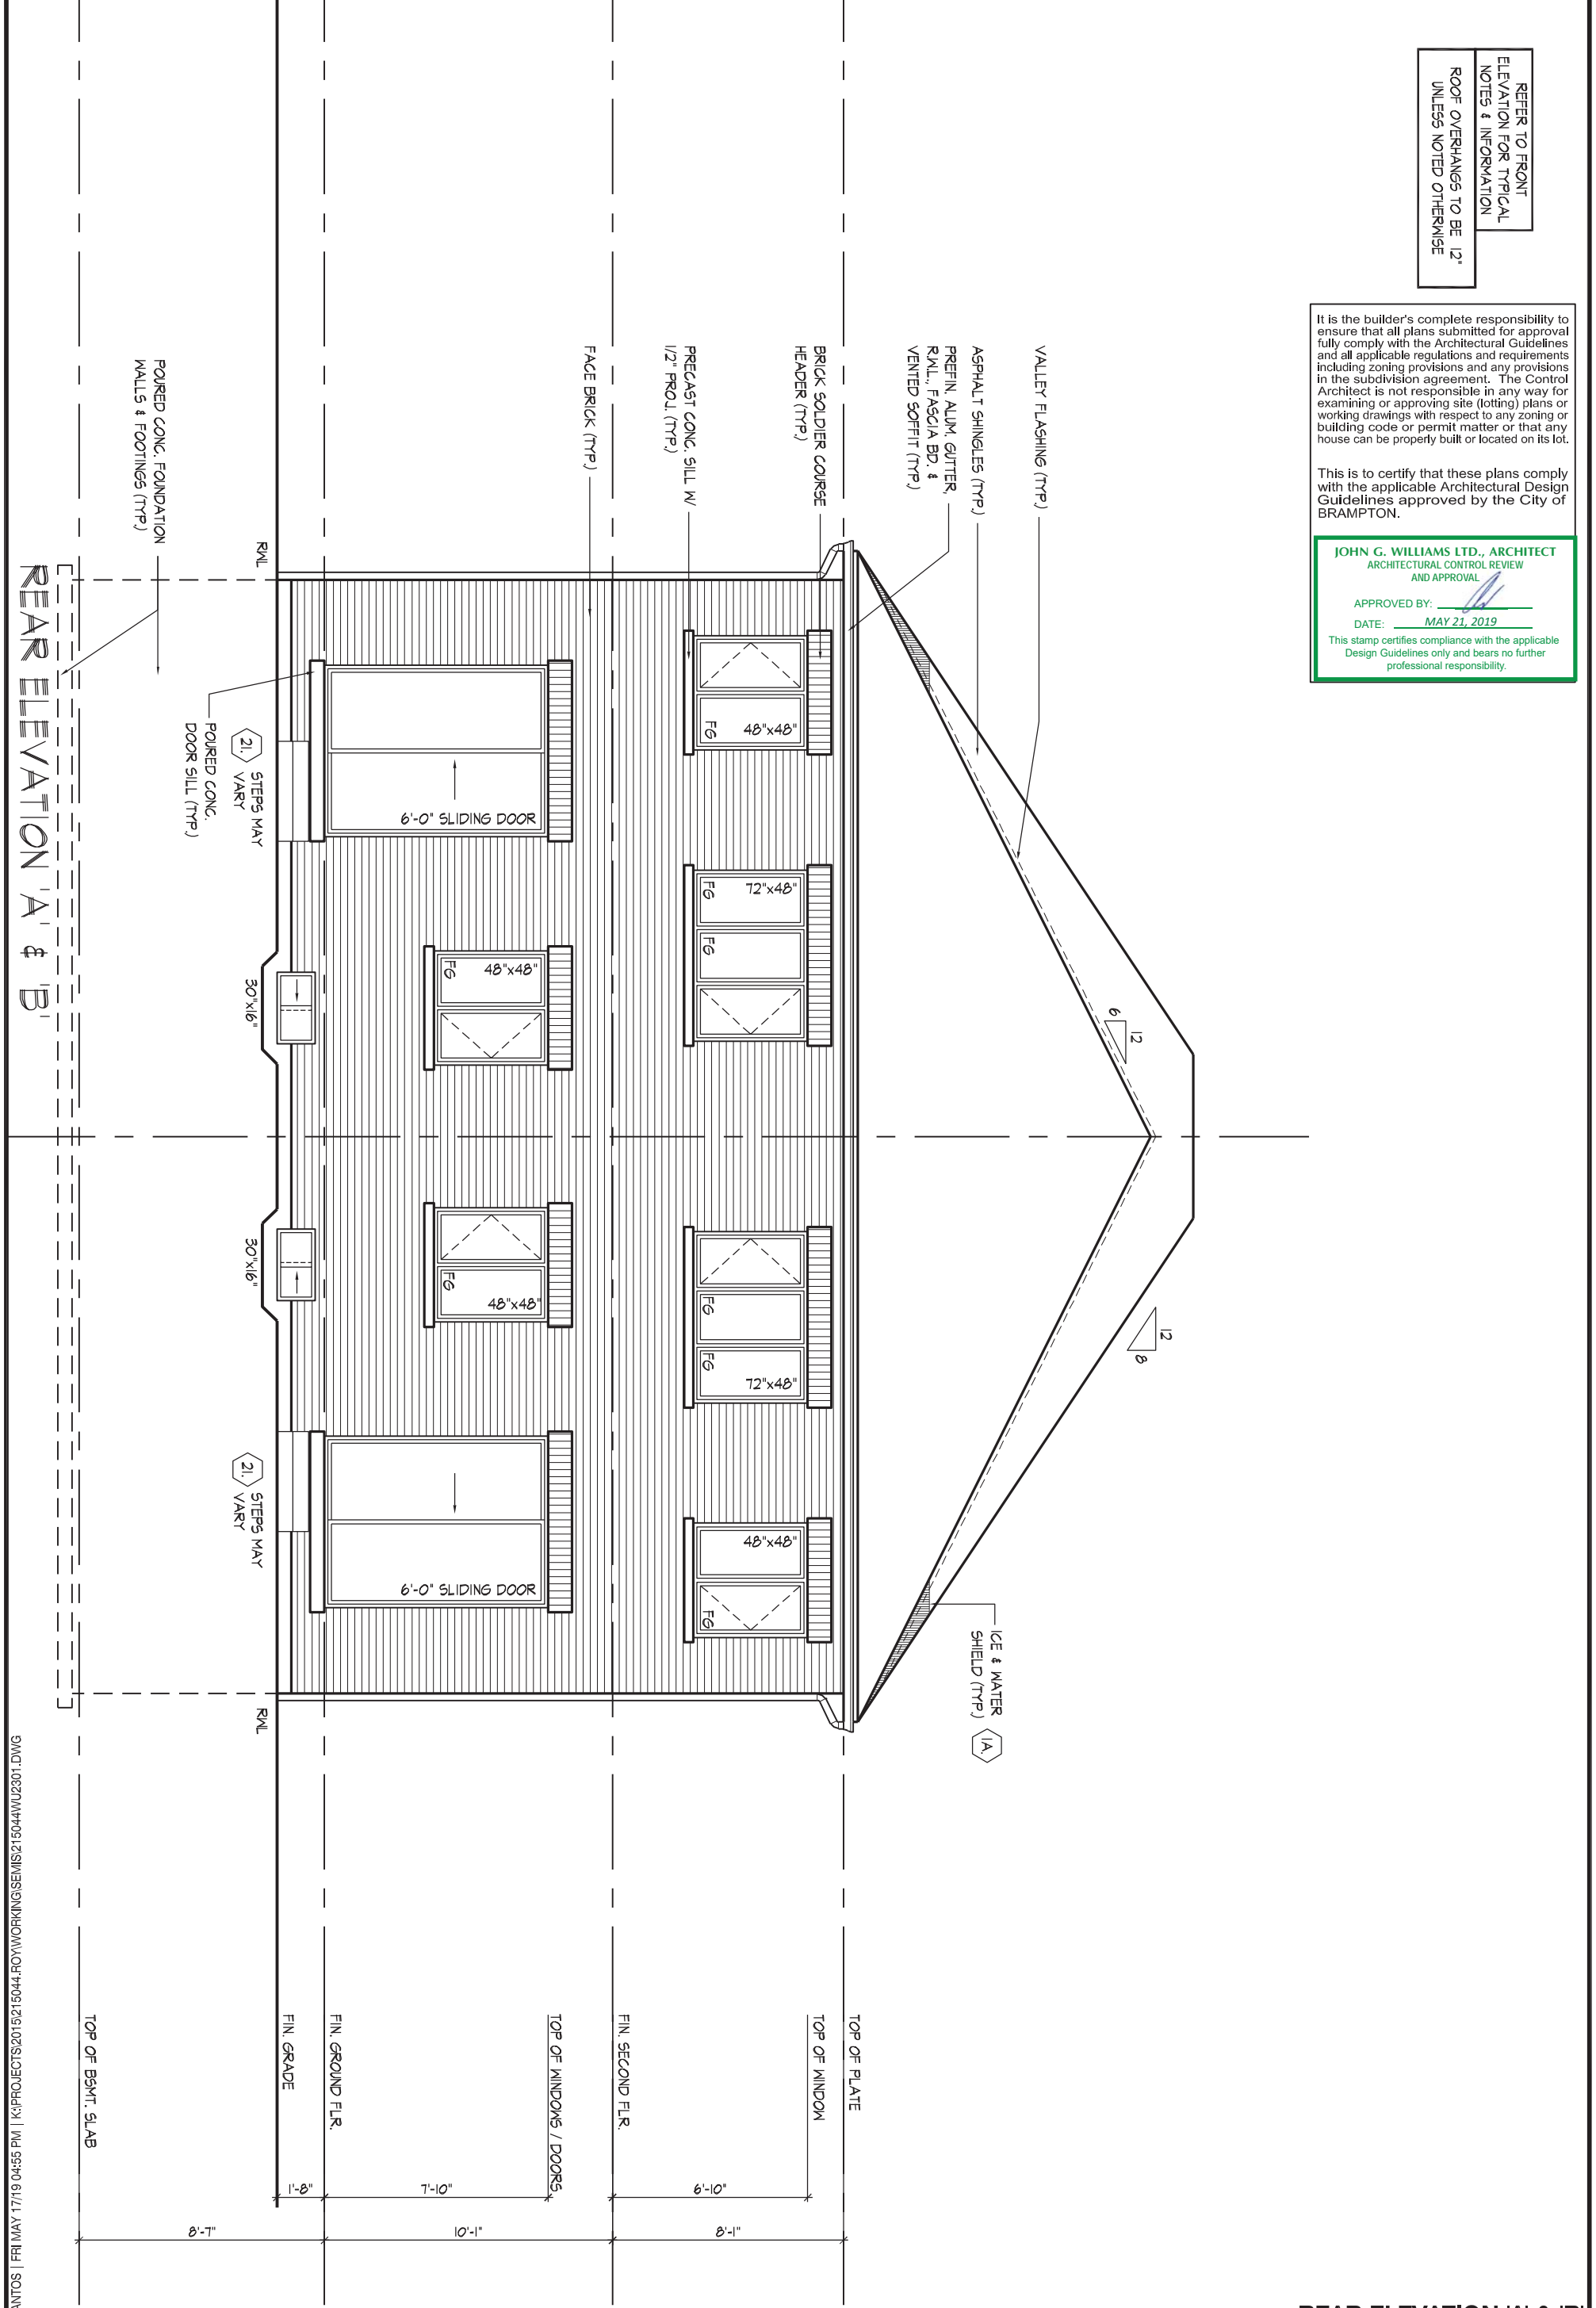 REFER TO FRONT
ELEVATION FOR TYPICAL
NOTES & INFORMATION
ROOF OVERHANGS TO BE 12"
UNLESS NOTED OTHERWISE
It is the builder's complete responsibility to
ensure that all plans submitted for approval
fully comply with the Architectural Guidelines
and all applicable regulations and requirements
including zoning provisions and any provisions
in the subdivision agreement. The Control
Architect is not responsible in any way for
examining or approving site (lotting) plans or
working drawings with respect to any zoning or
building code or permit matter or that any
house can be properly built or located on its lot.
This is to certify that these plans comply
with the applicable Architectural Design
Guidelines approved by the City of
BRAMPTON.
JOHN G. WILLIAMS LTD., ARCHITECT
ARCHITECTURAL CONTROL REVIEW
AND APPROVAL
APPROVED BY:
DATE: MAY 21, 2019
This stamp certifies compliance with the applicable
Design Guidelines only and bears no further
professional responsibility.
VALLEY FLASHING (TYP.)
ASPHALT SHINGLES (TYP.)
PREFIN. ALUM. GUTTER,
R.W.L., FASCIA BD. &
VENTED SOFFIT (TYP.)
BRICK SOLDIER COURSE
HEADER (TYP.)
PRECAST CONC. SILL W/
1/2" PROJ. (TYP.)
FACE BRICK (TYP.)
POURED CONC. FOUNDATION
WALLS & FOOTINGS (TYP.)
12
6
12
8
ICE & WATER
SHIELD (TYP.)
1A.
48"x48"
FG
72"x48"
FG
FG
FG
FG
72"x48"
48"x48"
FG
6'-0" SLIDING DOOR
48"x48"
FG
FG
48"x48"
6'-0" SLIDING DOOR
RWL
RWL
21.
STEPS MAY
VARY
POURED CONC.
DOOR SILL (TYP.)
30"x16"
30"x16"
21.
STEPS MAY
VARY
TOP OF PLATE
TOP OF WINDOW
FIN. SECOND FLR.
TOP OF WINDOWS / DOORS
FIN. GROUND FLR.
FIN. GRADE
TOP OF BSMT. SLAB
6'-10"
7'-10"
1'-8"
8'-1"
10'-1"
8'-7"
REAR ELEVATION 'A' & 'B'
| FRI MAY 17/19 04:55 PM | K:\PROJECTS\2015\215044.ROY\WORKING\SEMIS\215044WU2301.DWG
REAR ELEVATION 'A' & 'B'